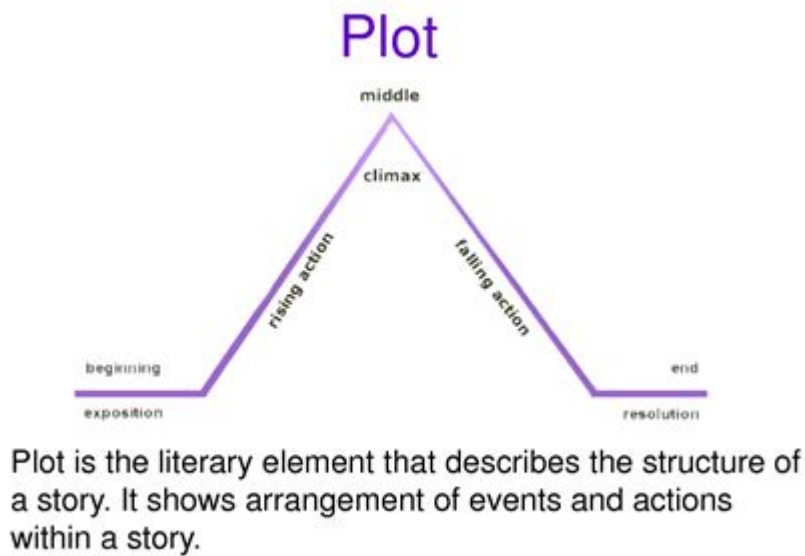 Plot
middle
climax
rising action
falling action
beginning
end
exposition
resolution
Plot is the literary element that describes the structure of
a story. It shows arrangement of events and actions
within a story.